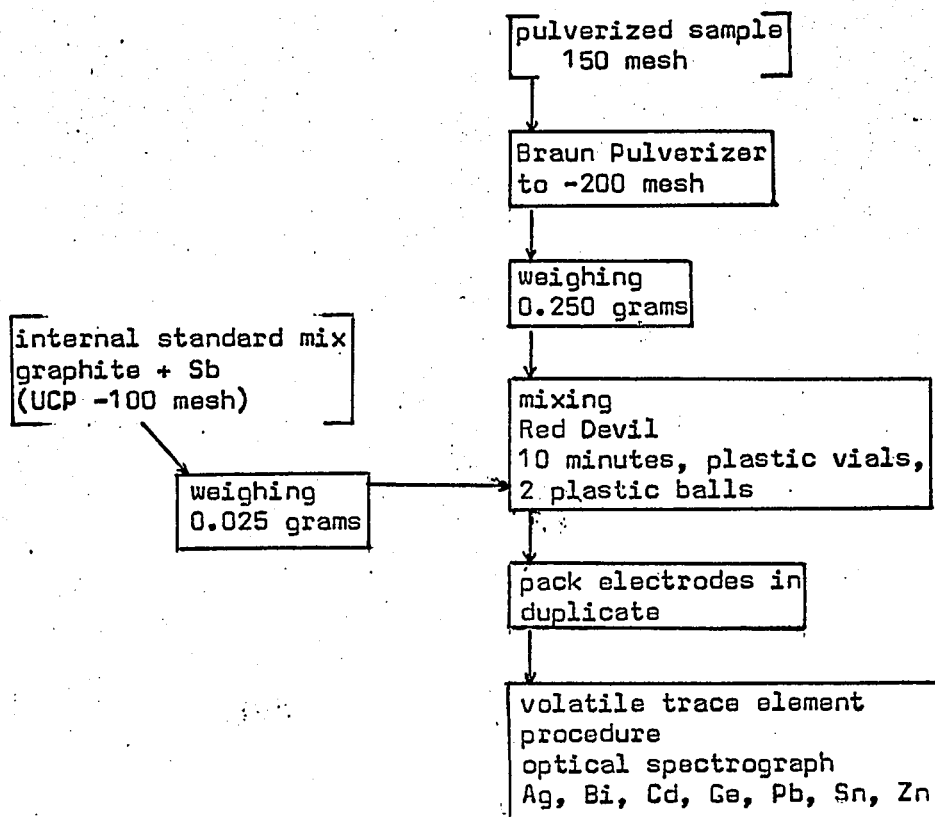 pulverized sample
150 mesh
Braun Pulverizer
to -200 mesh
weighing
0.250 grams
internal standard mix
graphite + Sb
(UCP -100 mesh)
weighing
0.025 grams
mixing
Red Devil
10 minutes, plastic vials,
2 plastic balls
pack electrodes in
duplicate
volatile trace element
procedure
optical spectrograph
Ag, Bi, Cd, Ge, Pb, Sn, Zn